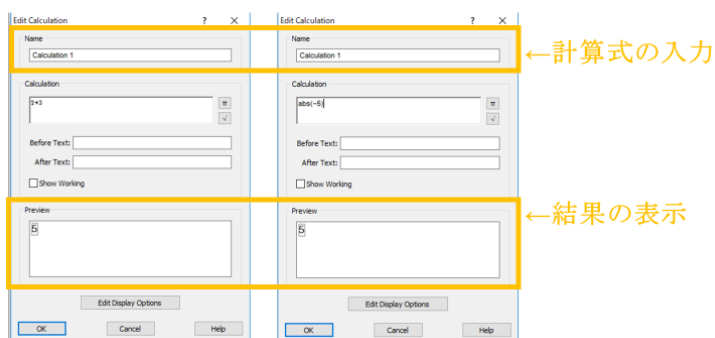 Edit Calculation ? ×
Name
Calculation 1
Calculation
2+3
π
√
Before Text:
After Text:
Show Working
Preview
5
Edit Display Options
OK Cancel Help
Edit Calculation ? ×
Name
Calculation 1
Calculation
abs(-5)
π
√
Before Text:
After Text:
Show Working
Preview
5
Edit Display Options
OK Cancel Help
←計算式の入力
←結果の表示